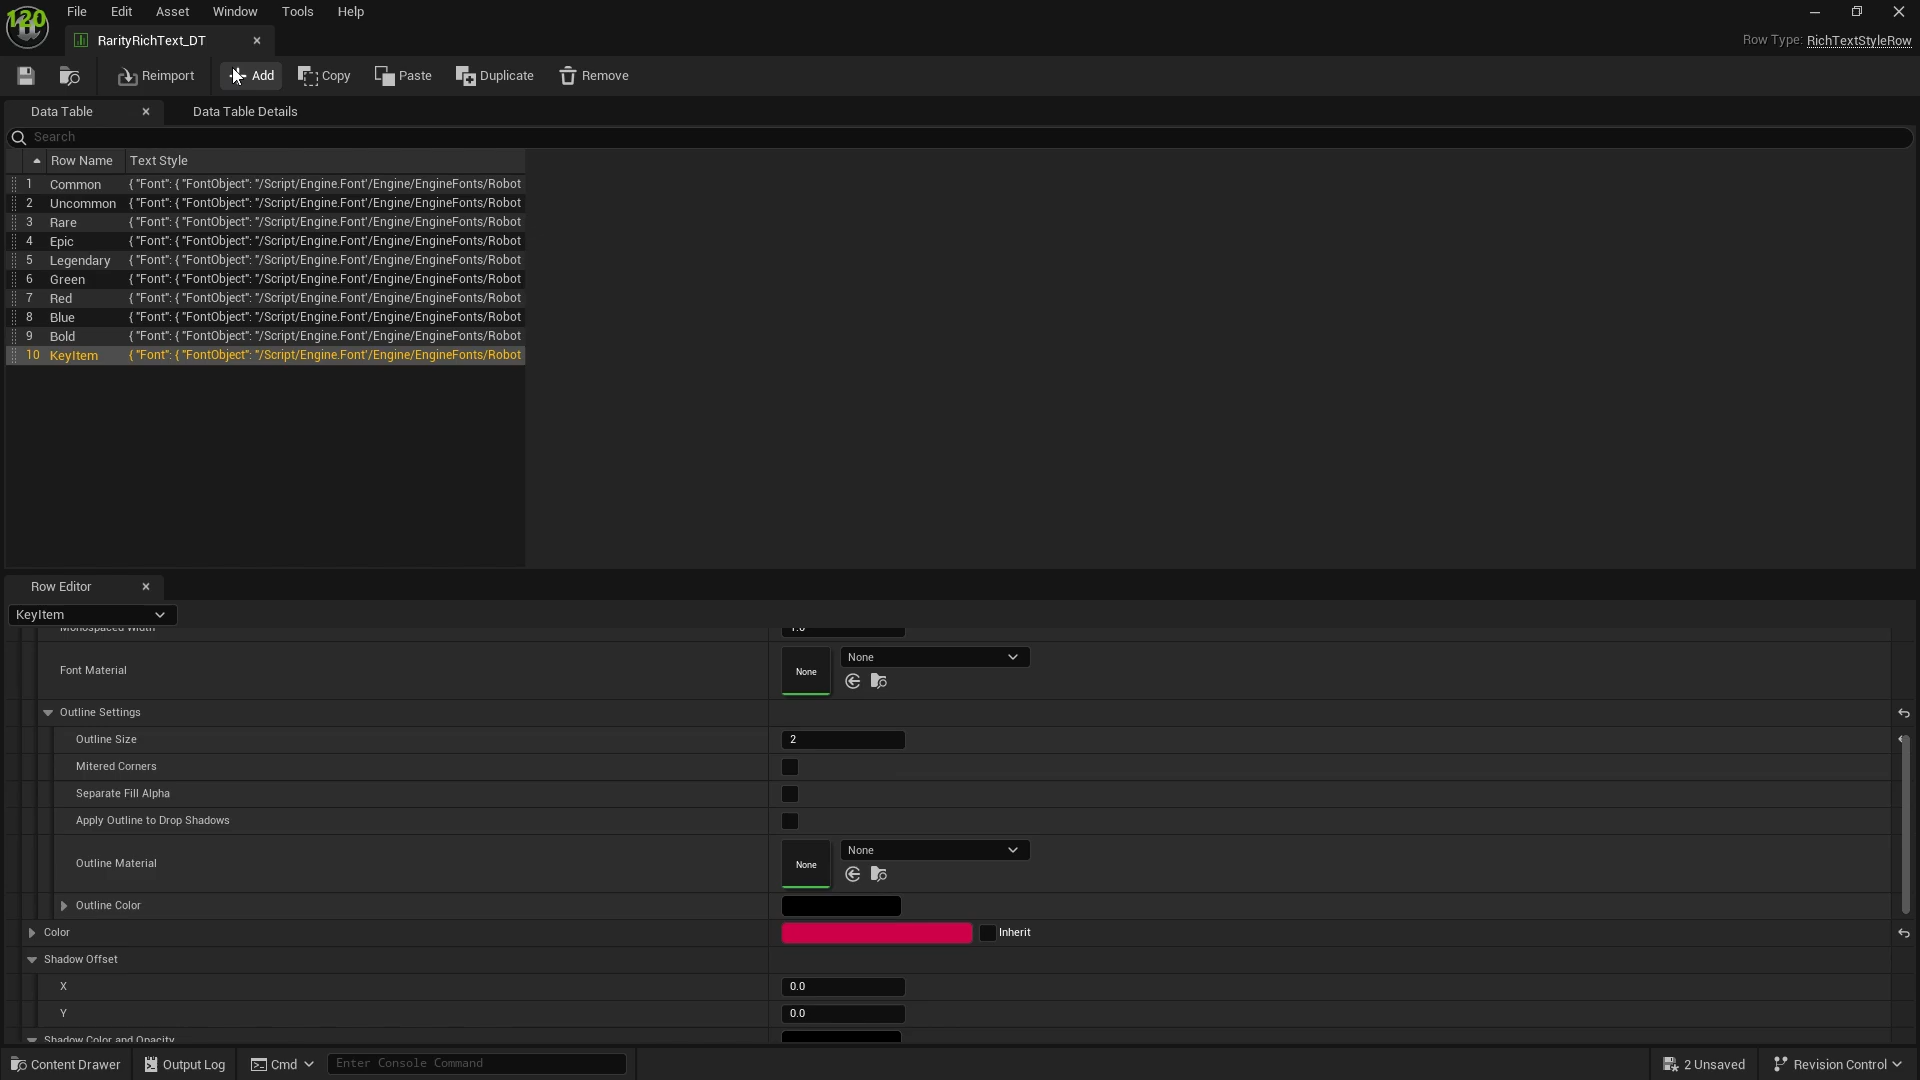 120
File Edit Asset Window Tools Help
RarityRichText_DT
Row Type: RichTextStyleRow
Reimport Add Copy Paste Duplicate Remove
Data Table Data Table Details
Search
Row Name Text Style
1 Common { "Font": { "FontObject": "/Script/Engine.Font'/Engine/EngineFonts/Robot
2 Uncommon { "Font": { "FontObject": "/Script/Engine.Font'/Engine/EngineFonts/Robot
3 Rare { "Font": { "FontObject": "/Script/Engine.Font'/Engine/EngineFonts/Robot
4 Epic { "Font": { "FontObject": "/Script/Engine.Font'/Engine/EngineFonts/Robot
5 Legendary { "Font": { "FontObject": "/Script/Engine.Font'/Engine/EngineFonts/Robot
6 Green { "Font": { "FontObject": "/Script/Engine.Font'/Engine/EngineFonts/Robot
7 Red { "Font": { "FontObject": "/Script/Engine.Font'/Engine/EngineFonts/Robot
8 Blue { "Font": { "FontObject": "/Script/Engine.Font'/Engine/EngineFonts/Robot
9 Bold { "Font": { "FontObject": "/Script/Engine.Font'/Engine/EngineFonts/Robot
10 KeyItem { "Font": { "FontObject": "/Script/Engine.Font'/Engine/EngineFonts/Robot
Row Editor
KeyItem
Monospaced Width 1.0
Font Material None None
Outline Settings
Outline Size 2
Mitered Corners
Separate Fill Alpha
Apply Outline to Drop Shadows
Outline Material None None
Outline Color
Color Inherit
Shadow Offset
X 0.0
Y 0.0
Shadow Color and Opacity
Content Drawer Output Log Cmd Enter Console Command 2 Unsaved Revision Control